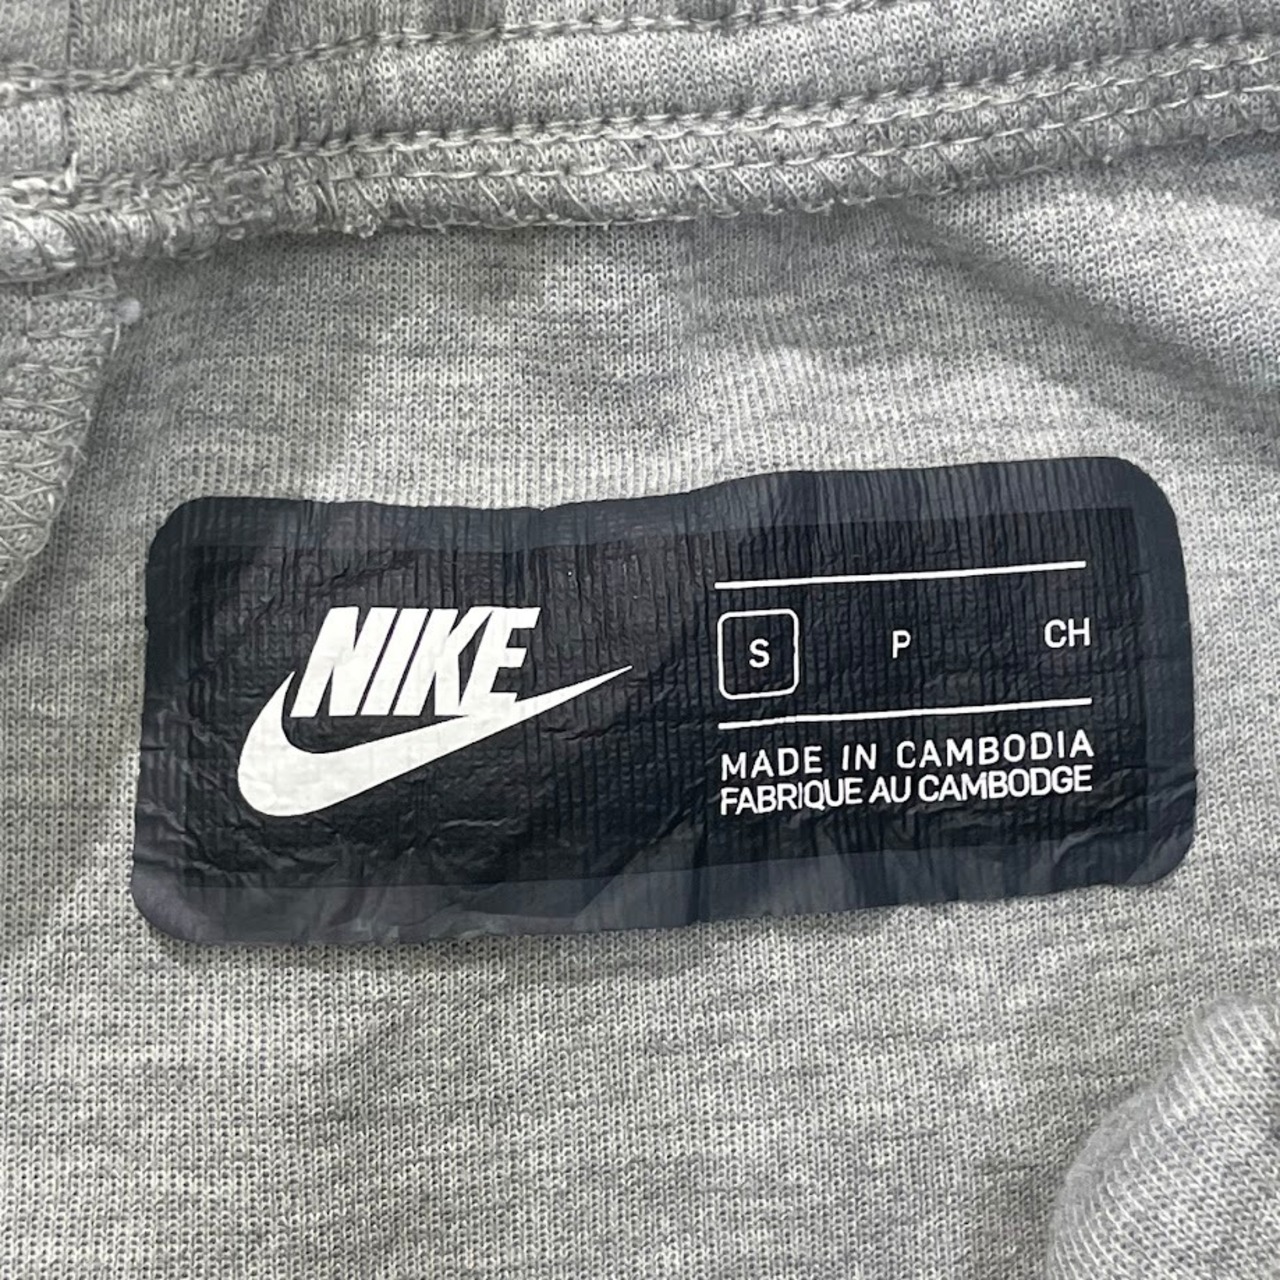 NIKE
S P CH
MADE IN CAMBODIA
FABRIQUE AU CAMBODGE